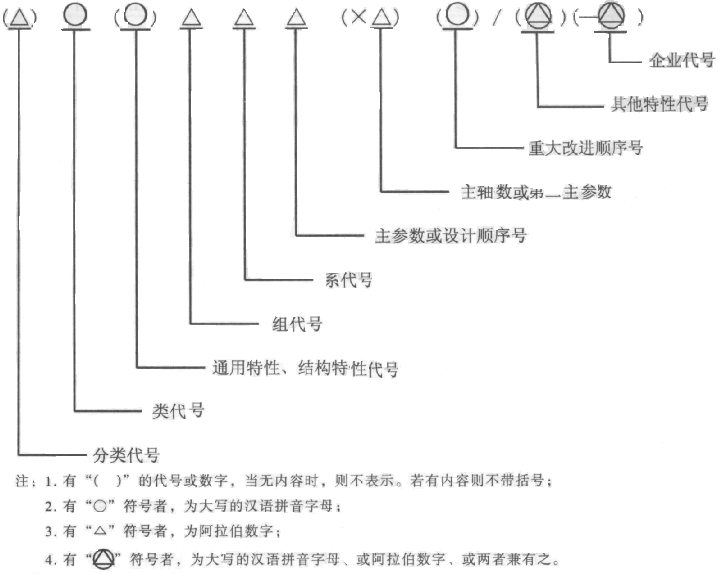 (△) ○ (○) △ △ △ (×△) (○) / (Ⓐ)(—Ⓐ)
企业代号
其他特性代号
重大改进顺序号
主轴数或第二主参数
主参数或设计顺序号
系代号
组代号
通用特性、结构特性代号
类代号
分类代号
注：1. 有“( )”的代号或数字，当无内容时，则不表示。若有内容则不带括号；
2. 有“○”符号者，为大写的汉语拼音字母；
3. 有“△”符号者，为阿拉伯数字；
4. 有“”符号者，为大写的汉语拼音字母、或阿拉伯数字、或两者兼有之。